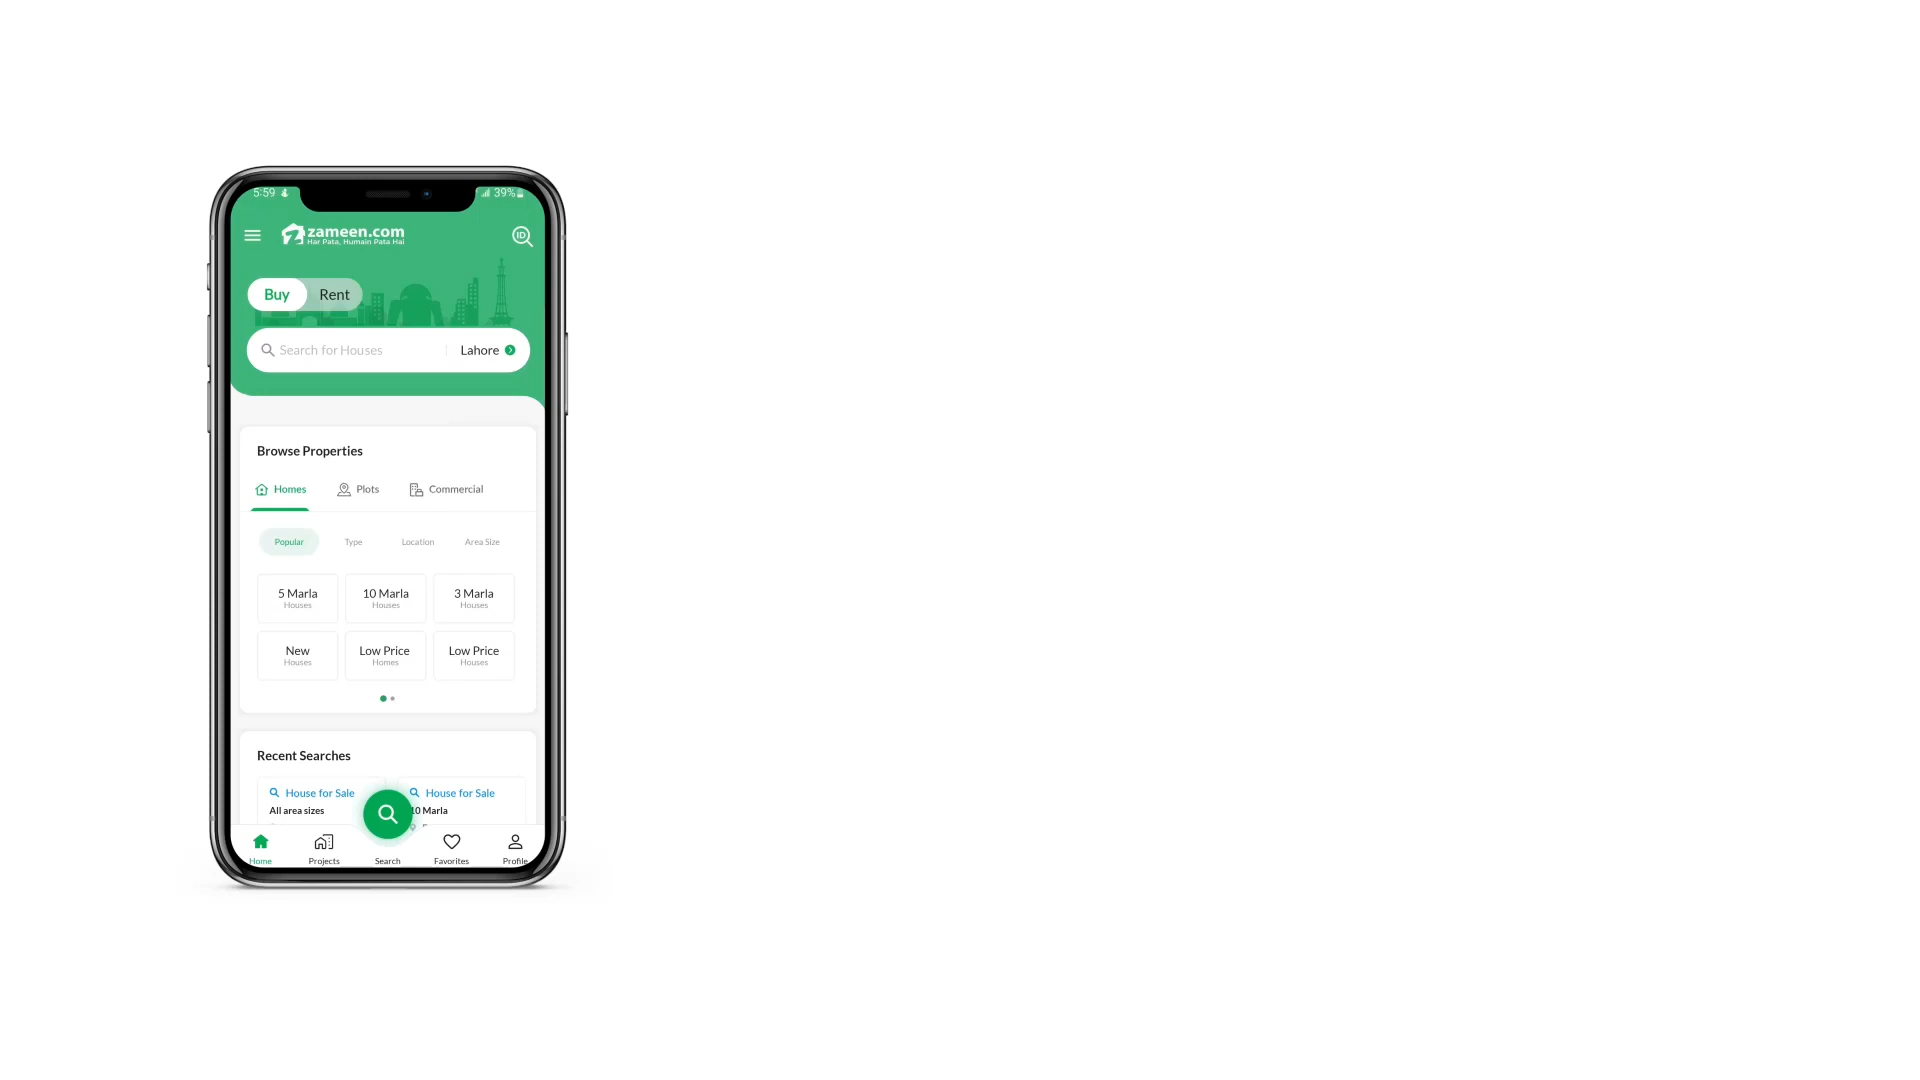 5:59
39%
zameen.com
Har Pata, Humain Pata Hai
ID
Buy Rent
Search for Houses Lahore
Browse Properties
Homes Plots Commercial
Popular Type Location Area Size
5 Marla 10 Marla 3 Marla
Houses Houses Houses
New Low Price Low Price
Houses Homes Houses
Recent Searches
House for Sale House for Sale
All area sizes 10 Marla
Home Projects Search Favorites Profile